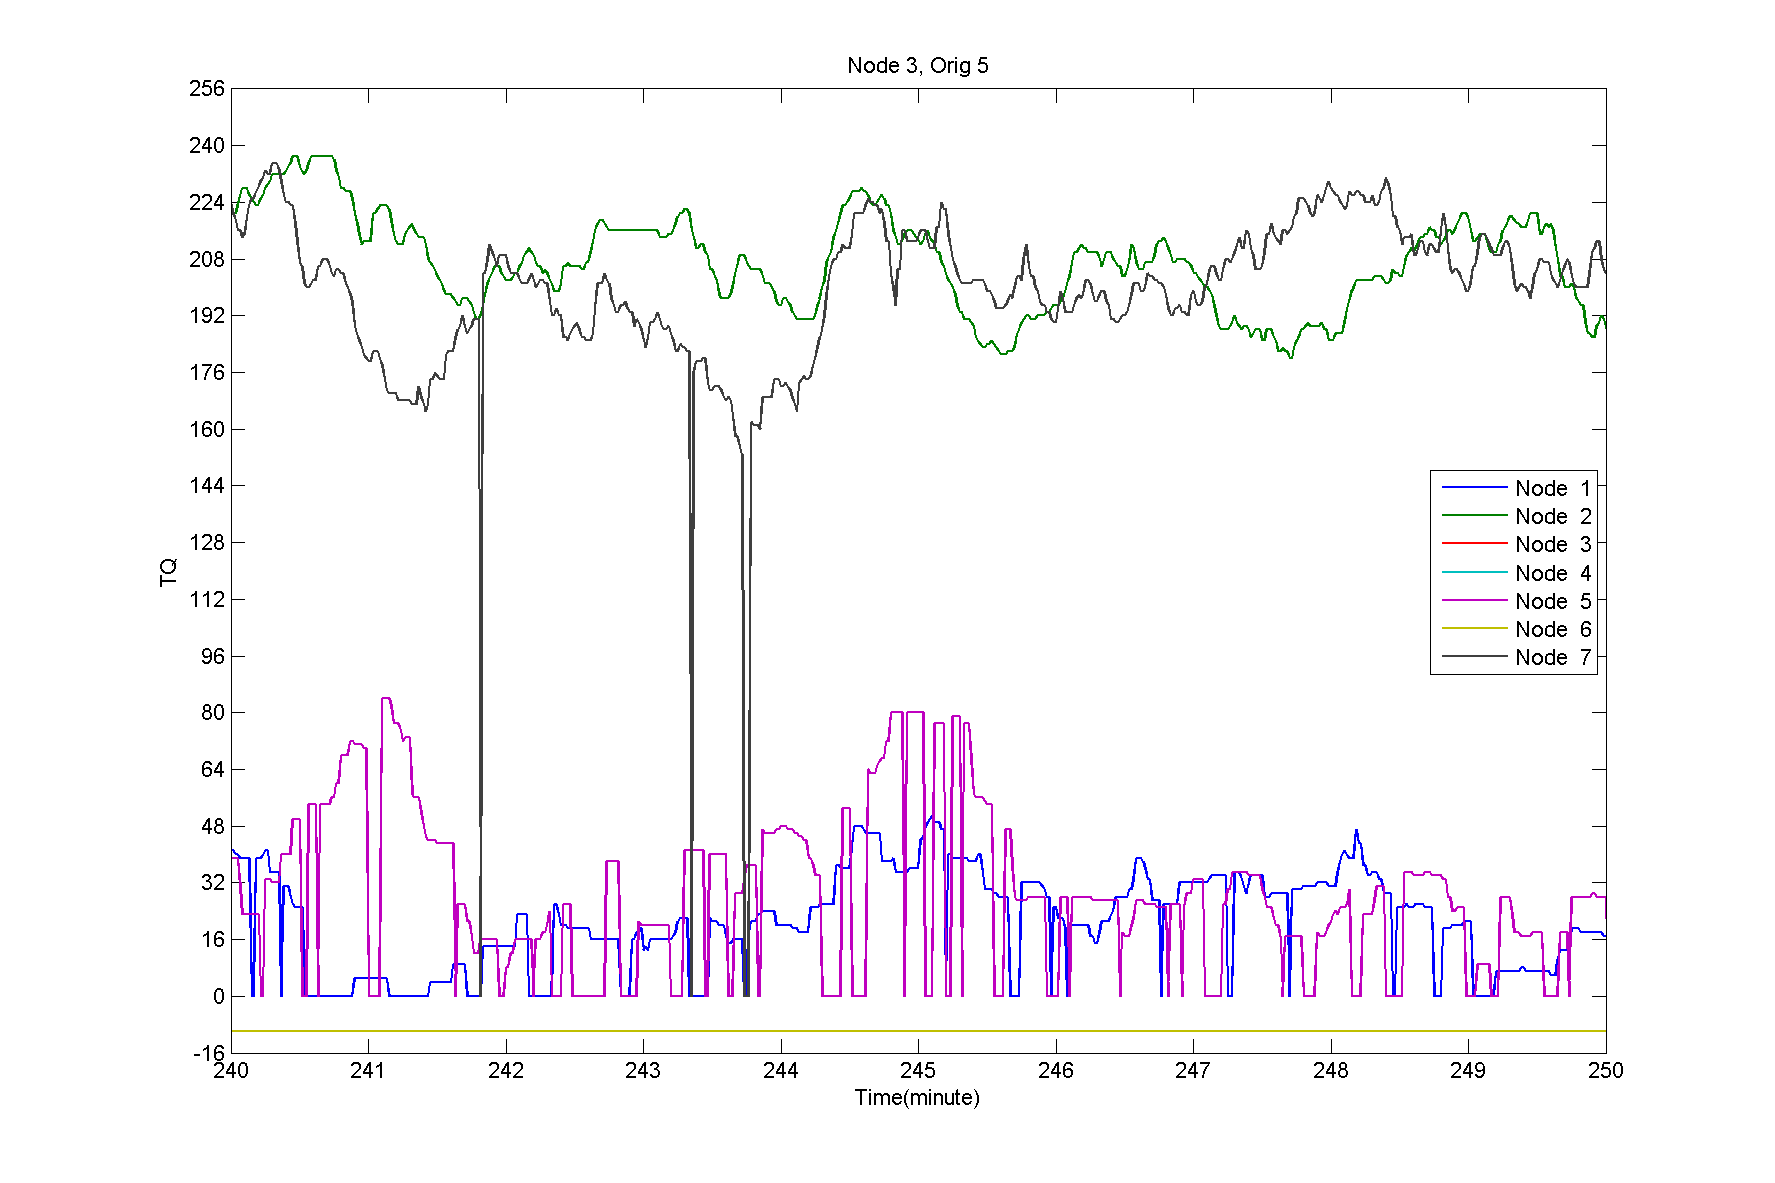 Node 3, Orig 5
256
240
224
208
192
176
160
144
128
112
96
80
64
48
32
16
0
-16
TQ
Node 1
Node 2
Node 3
Node 4
Node 5
Node 6
Node 7
240 241 242 243 244 245 246 247 248 249 250
Time(minute)